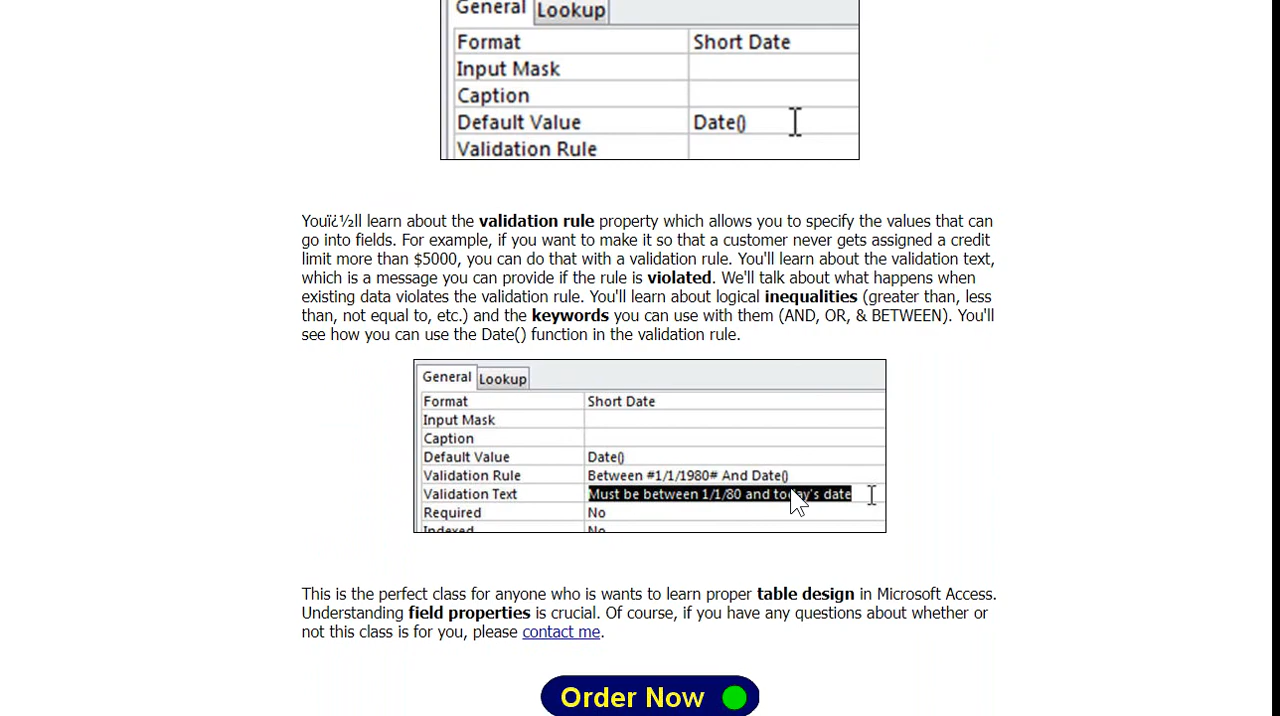 General Lookup
Format Short Date
Input Mask
Caption
Default Value Date()
Validation Rule
Youï¿½ll learn about the validation rule property which allows you to specify the values that can
go into fields. For example, if you want to make it so that a customer never gets assigned a credit
limit more than $5000, you can do that with a validation rule. You'll learn about the validation text,
which is a message you can provide if the rule is violated. We'll talk about what happens when
existing data violates the validation rule. You'll learn about logical inequalities (greater than, less
than, not equal to, etc.) and the keywords you can use with them (AND, OR, & BETWEEN). You'll
see how you can use the Date() function in the validation rule.
General Lookup
Format Short Date
Input Mask
Caption
Default Value Date()
Validation Rule Between #1/1/1980# And Date()
Validation Text Must be between 1/1/80 and today's date
Required No
Indexed No
This is the perfect class for anyone who is wants to learn proper table design in Microsoft Access.
Understanding field properties is crucial. Of course, if you have any questions about whether or
not this class is for you, please contact me.
Order Now